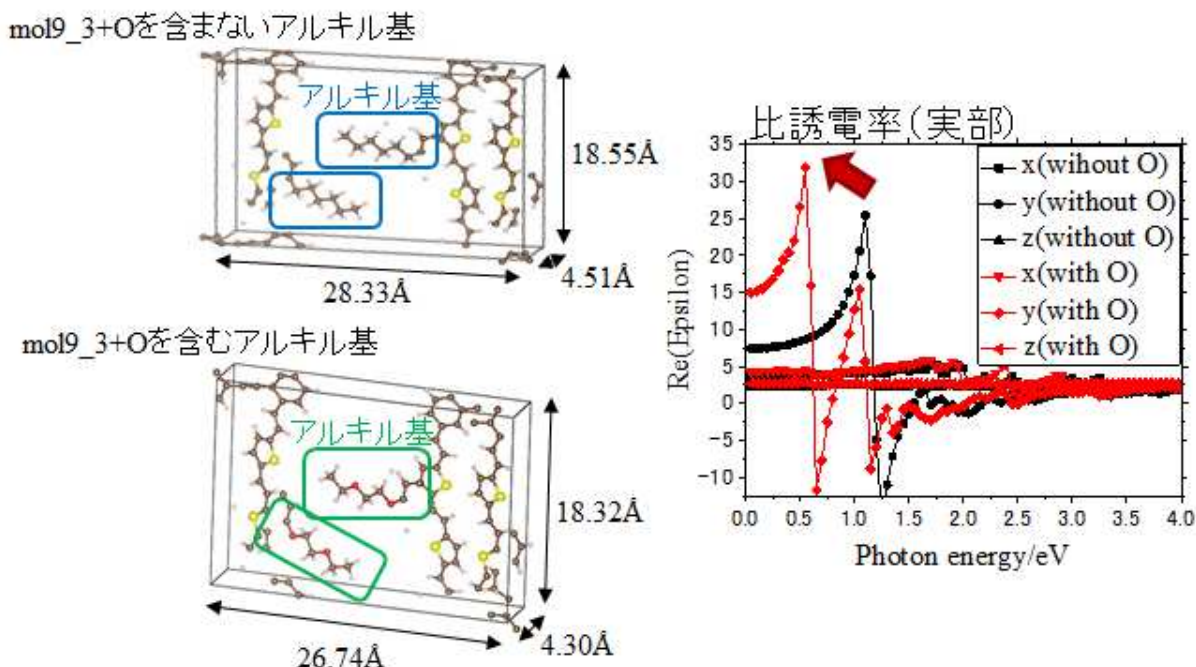 mol9_3+Oを含まないアルキル基
アルキル基
18.55Å
4.51Å
28.33Å
mol9_3+Oを含むアルキル基
アルキル基
18.32Å
4.30Å
26.74Å
比誘電率(実部)
Re(Epsilon)
35
30
25
20
15
10
5
0
-5
-10
x(wihout O)
y(without O)
z(without O)
x(with O)
y(with O)
z(with O)
0.0 0.5 1.0 1.5 2.0 2.5 3.0 3.5 4.0
Photon energy/eV